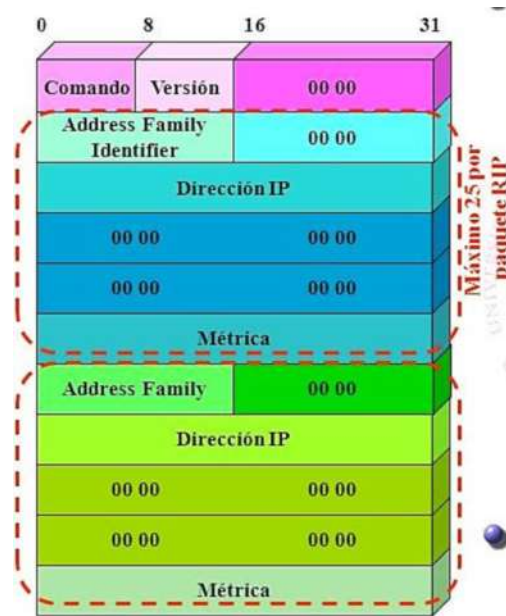 0 8 16 31
Comando Versión 00 00
Address Family
Identifier
00 00
Dirección IP
00 00 00 00
00 00 00 00
Métrica
Address Family 00 00
Dirección IP
00 00 00 00
00 00 00 00
Métrica
Máximo 25 por
paquete RIP